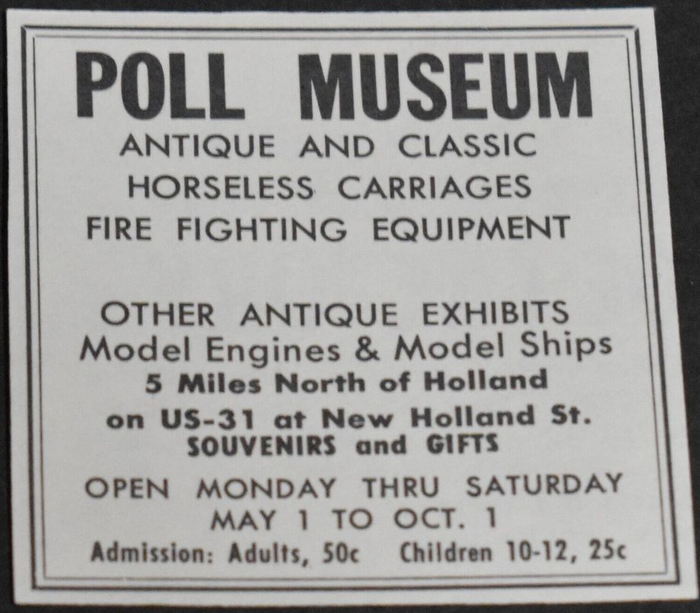 POLL MUSEUM
ANTIQUE AND CLASSIC
HORSELESS CARRIAGES
FIRE FIGHTING EQUIPMENT
OTHER ANTIQUE EXHIBITS
Model Engines & Model Ships
5 Miles North of Holland
on US-31 at New Holland St.
SOUVENIRS and GIFTS
OPEN MONDAY THRU SATURDAY
MAY 1 TO OCT. 1
Admission: Adults, 50c Children 10-12, 25c